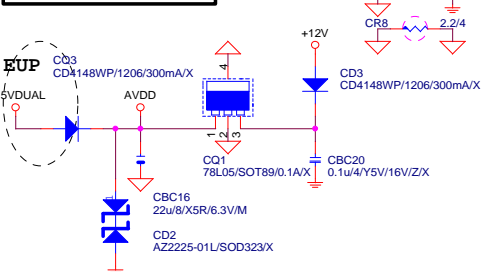 CR8 2.2/4
+12V
EUP CQ3
CD4148WP/1206/300mA/X
5VDUAL AVDD
4
CD3
CD4148WP/1206/300mA/X
1 2 3
CQ1
78L05/SOT89/0.1A/X
CBC20
0.1u/4/Y5V/16V/Z/X
1
CBC16
22u/8/X5R/6.3V/M
CD2
AZ2225-01L/SOD323/X